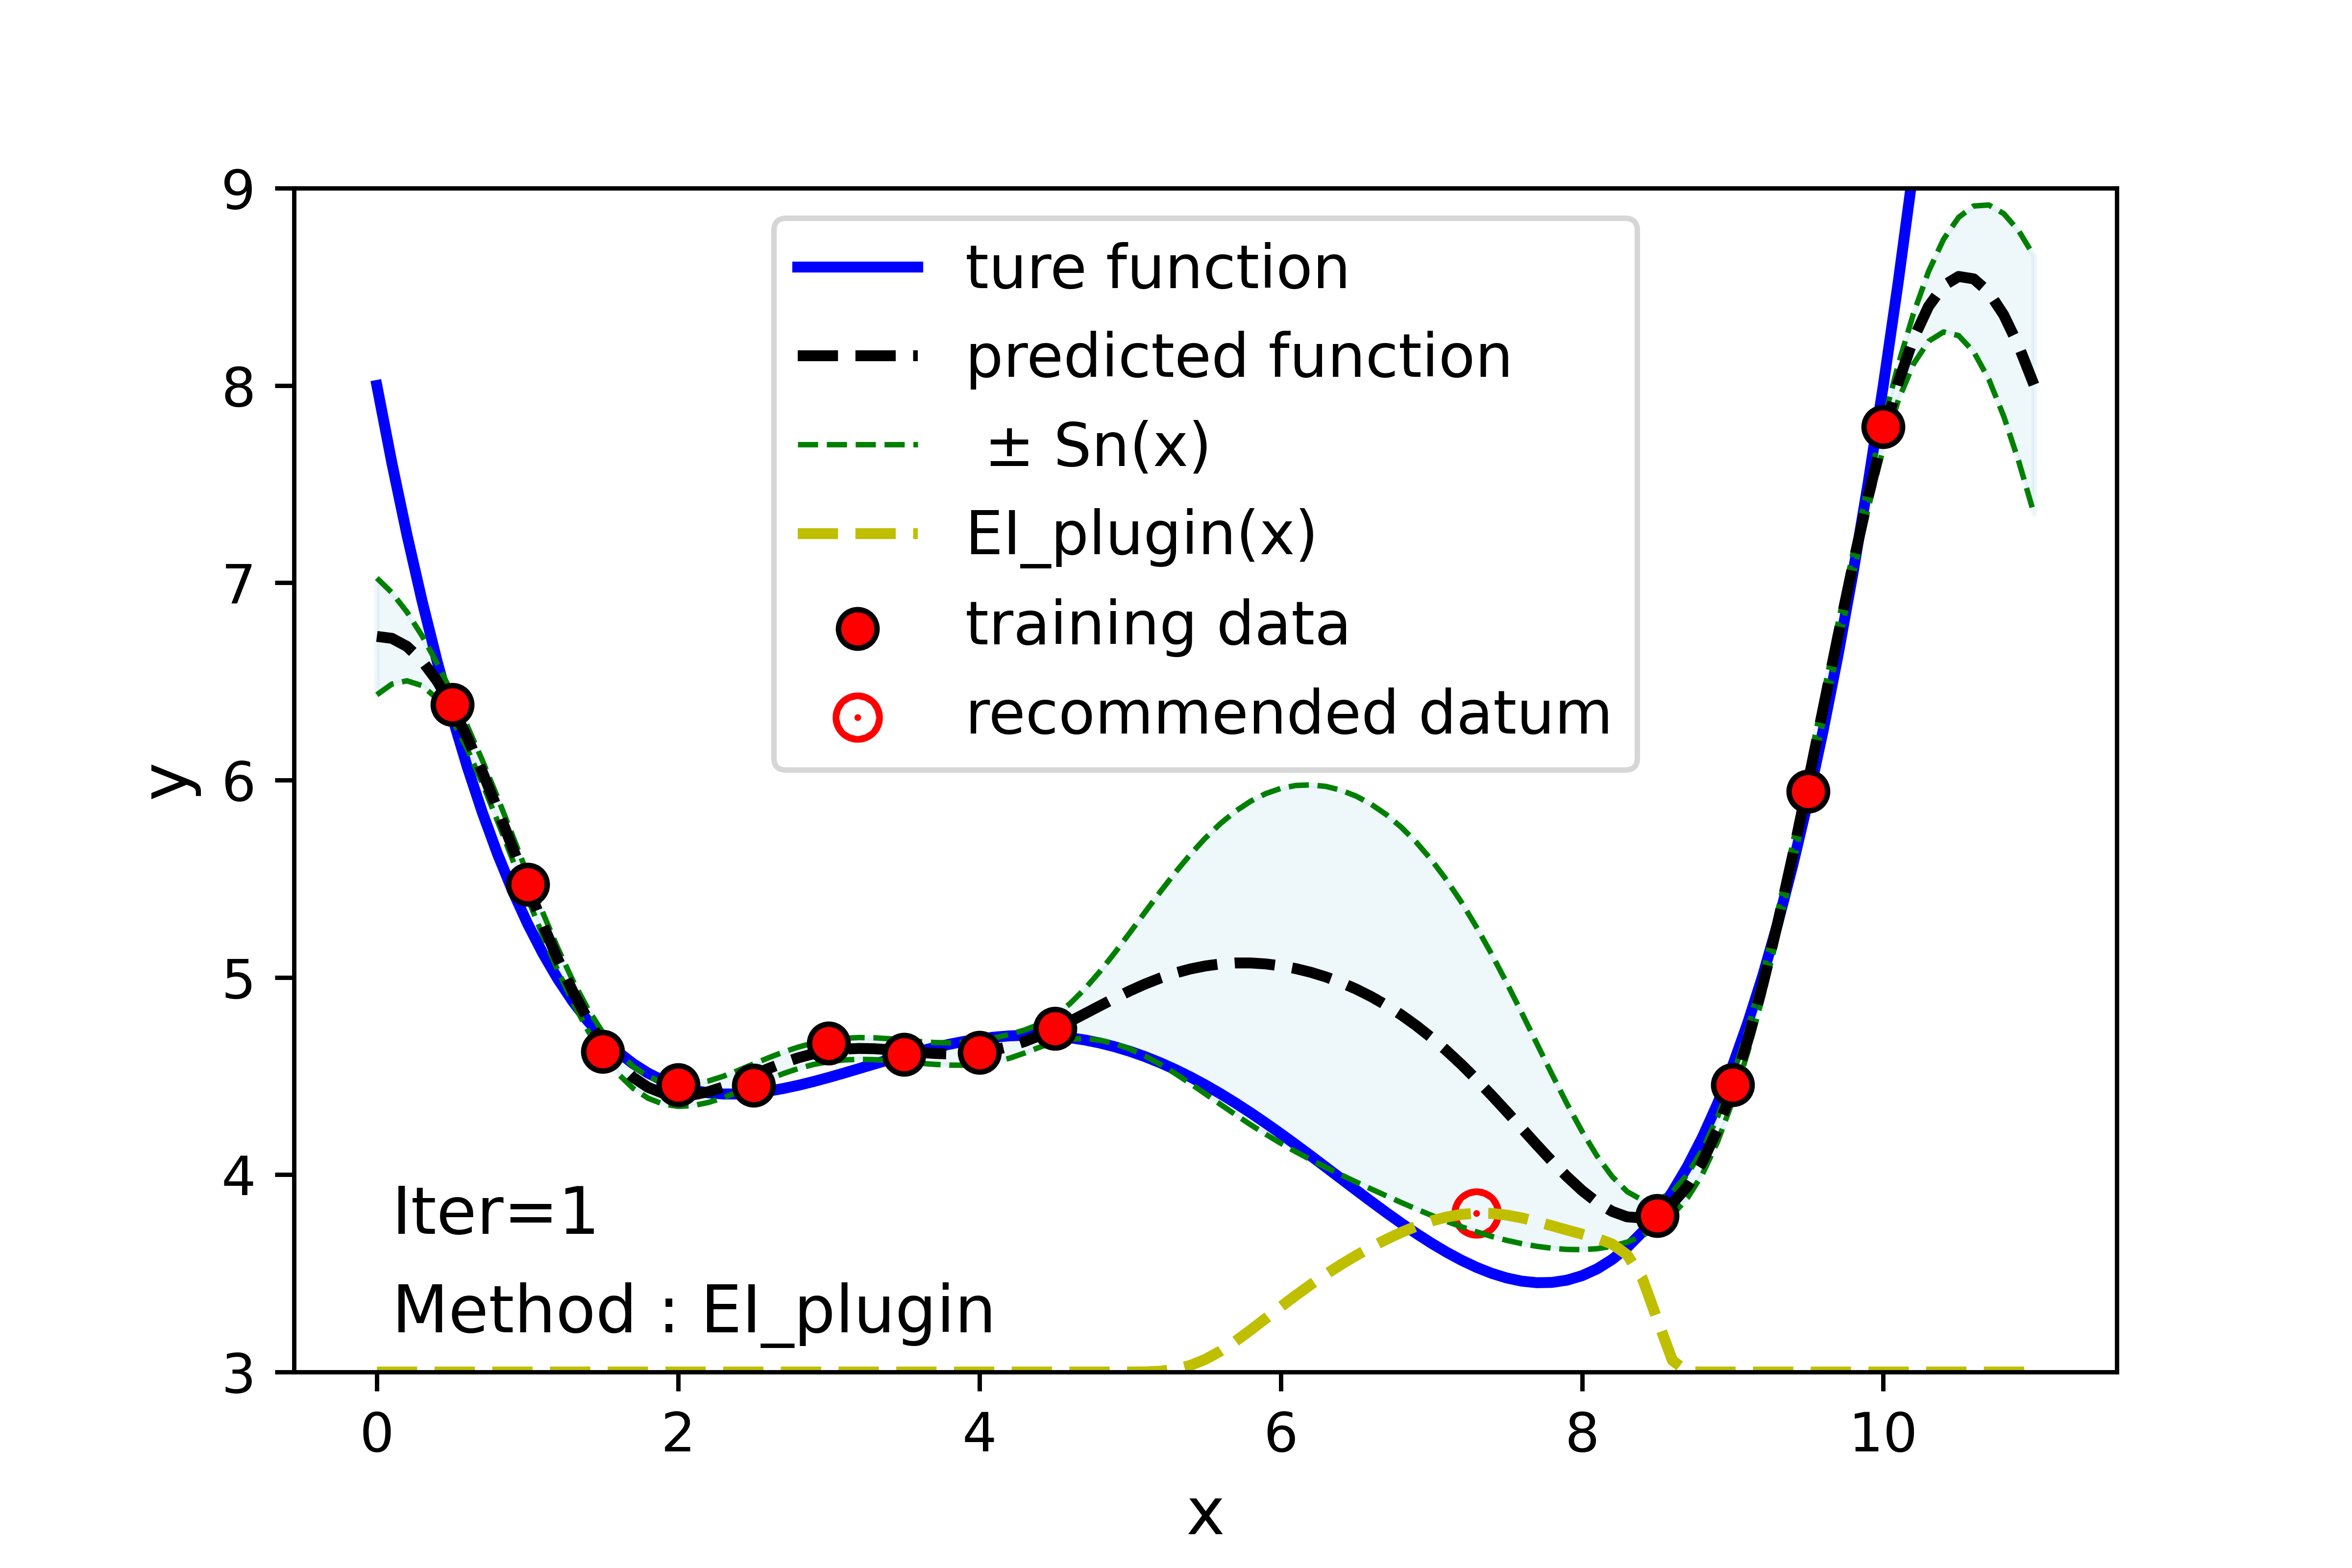 9
8
7
6
5
4
3
y
ture function
predicted function
± Sn(x)
EI_plugin(x)
training data
recommended datum
Iter=1
Method : EI_plugin
0 2 4 6 8 10
x